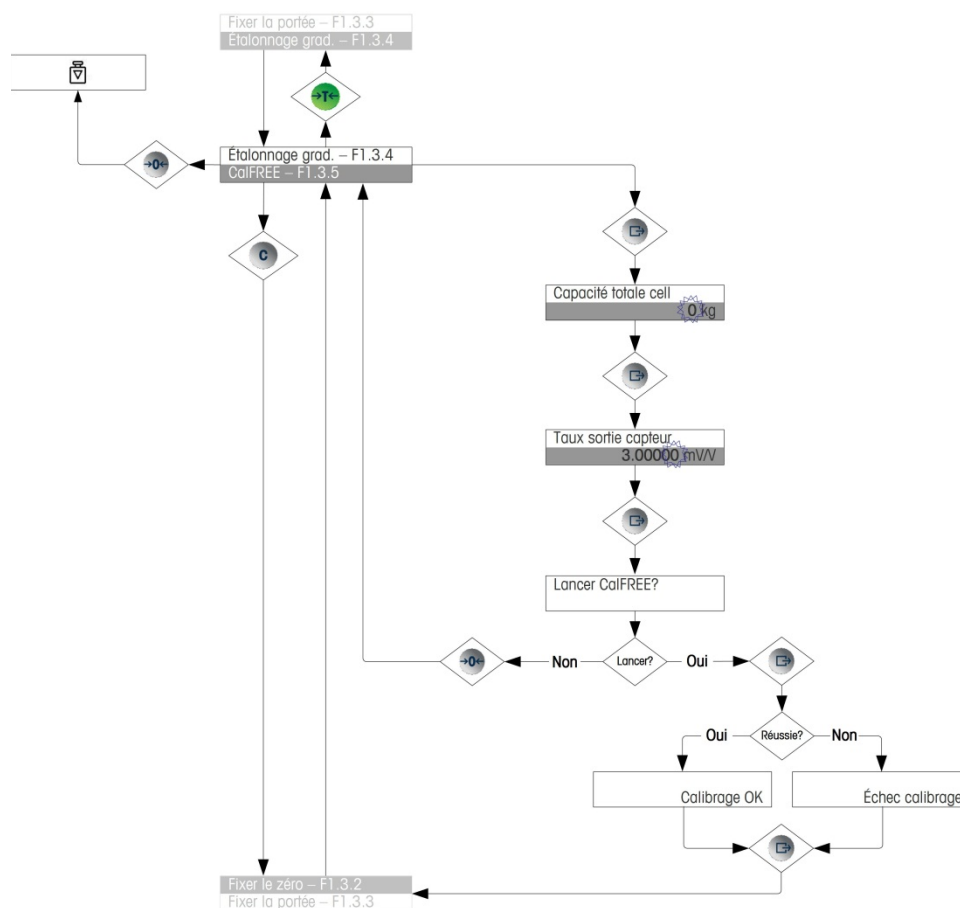 Fixer la portée – F1.3.3
Étalonnage grad. – F1.3.4
→T←
→0←
Étalonnage grad. – F1.3.4
CalFREE – F1.3.5
C
Capacité totale cell
0 kg
Taux sortie capteur
3.00000 mV/V
Lancer CalFREE?
→0←
Non
Lancer?
Oui
Oui
Réussie?
Non
Calibrage OK
Échec calibrage
Fixer le zéro – F1.3.2
Fixer la portée – F1.3.3